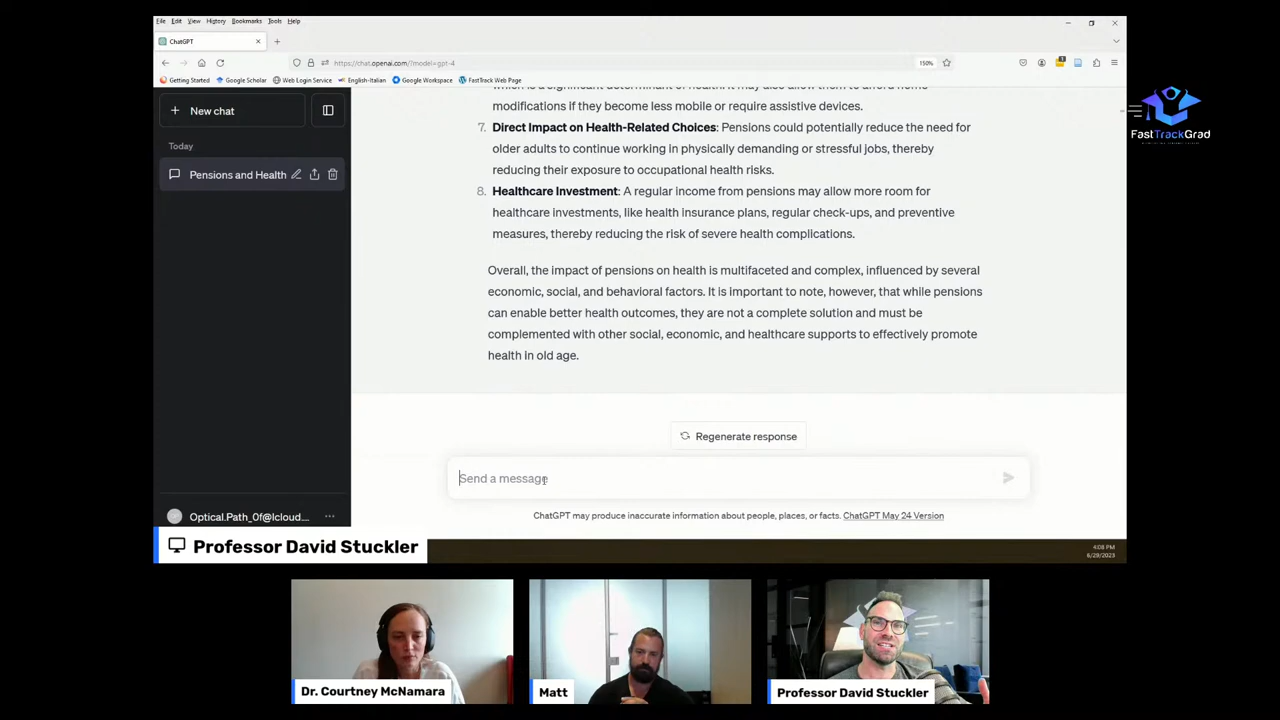 File Edit View History Bookmarks Tools Help
ChatGPT
https://chat.openai.com/?model=gpt-4
150%
Getting Started Google Scholar Web Login Service English-Italian Google Workspace FastTrack Web Page
New chat
Today
Pensions and Health
modifications if they become less mobile or require assistive devices.
7. Direct Impact on Health-Related Choices: Pensions could potentially reduce the need for
older adults to continue working in physically demanding or stressful jobs, thereby
reducing their exposure to occupational health risks.
8. Healthcare Investment: A regular income from pensions may allow more room for
healthcare investments, like health insurance plans, regular check-ups, and preventive
measures, thereby reducing the risk of severe health complications.
Overall, the impact of pensions on health is multifaceted and complex, influenced by several
economic, social, and behavioral factors. It is important to note, however, that while pensions
can enable better health outcomes, they are not a complete solution and must be
complemented with other social, economic, and healthcare supports to effectively promote
health in old age.
Regenerate response
Send a message
ChatGPT may produce inaccurate information about people, places, or facts. ChatGPT May 24 Version
Optical.Path_0f@Icloud....
4:08 PM
6/29/2023
FastTrackGrad
Professor David Stuckler
Dr. Courtney McNamara
Matt
Professor David Stuckler